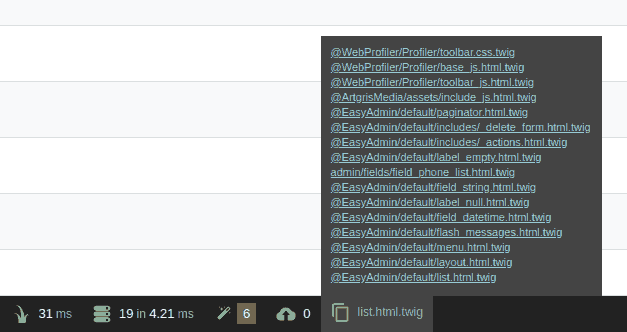 @WebProfiler/Profiler/toolbar.css.twig
@WebProfiler/Profiler/base_js.html.twig
@WebProfiler/Profiler/toolbar_js.html.twig
@ArtgrisMedia/assets/include_js.html.twig
@EasyAdmin/default/paginator.html.twig
@EasyAdmin/default/includes/_delete_form.html.twig
@EasyAdmin/default/includes/_actions.html.twig
@EasyAdmin/default/label_empty.html.twig
admin/fields/field_phone_list.html.twig
@EasyAdmin/default/field_string.html.twig
@EasyAdmin/default/label_null.html.twig
@EasyAdmin/default/field_datetime.html.twig
@EasyAdmin/default/flash_messages.html.twig
@EasyAdmin/default/menu.html.twig
@EasyAdmin/default/layout.html.twig
@EasyAdmin/default/list.html.twig
31 ms 19 in 4.21 ms 6 0 list.html.twig